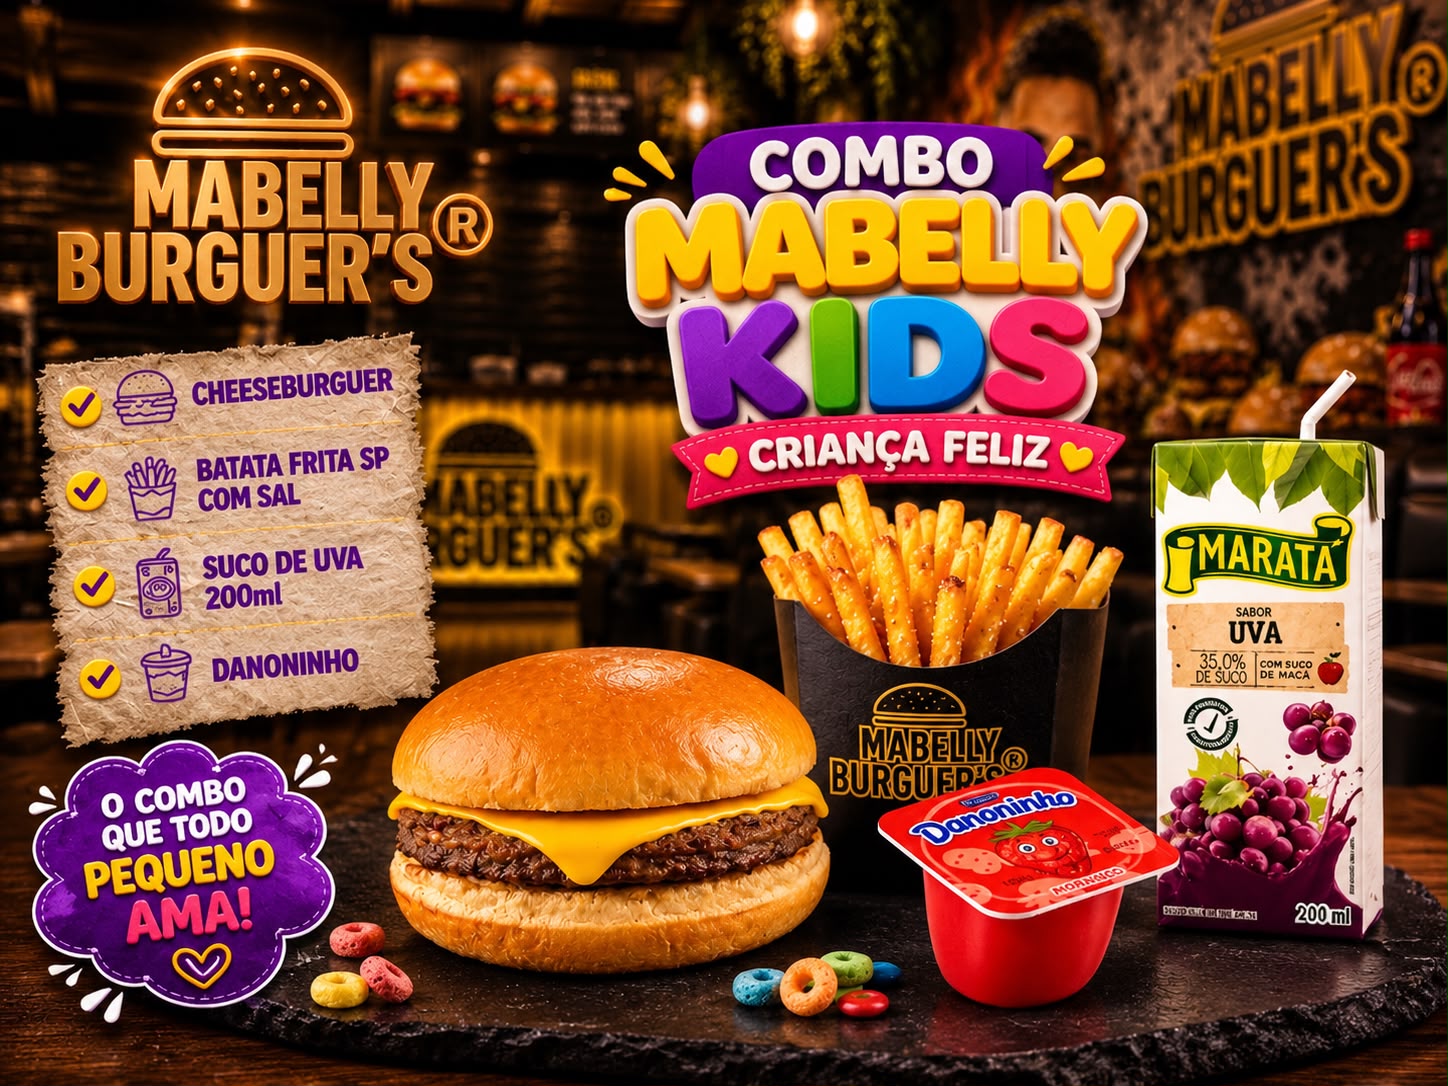 MABELLY
BURGUER'S®
COMBO
MABELLY
KIDS
CRIANÇA FELIZ
MABELLY
BURGUER'S®
CHEESEBURGUER
BATATA FRITA SP
COM SAL
SUCO DE UVA
200ml
DANONINHO
O COMBO
QUE TODO
PEQUENO
AMA!
MABELLY
BURGUER'S®
MABELLY
BURGUER'S®
Danoninho
MORANGO
MARATÁ
SABOR
UVA
35,0%
DE SUCO
COM SUCO
DE MAÇÃ
200 ml